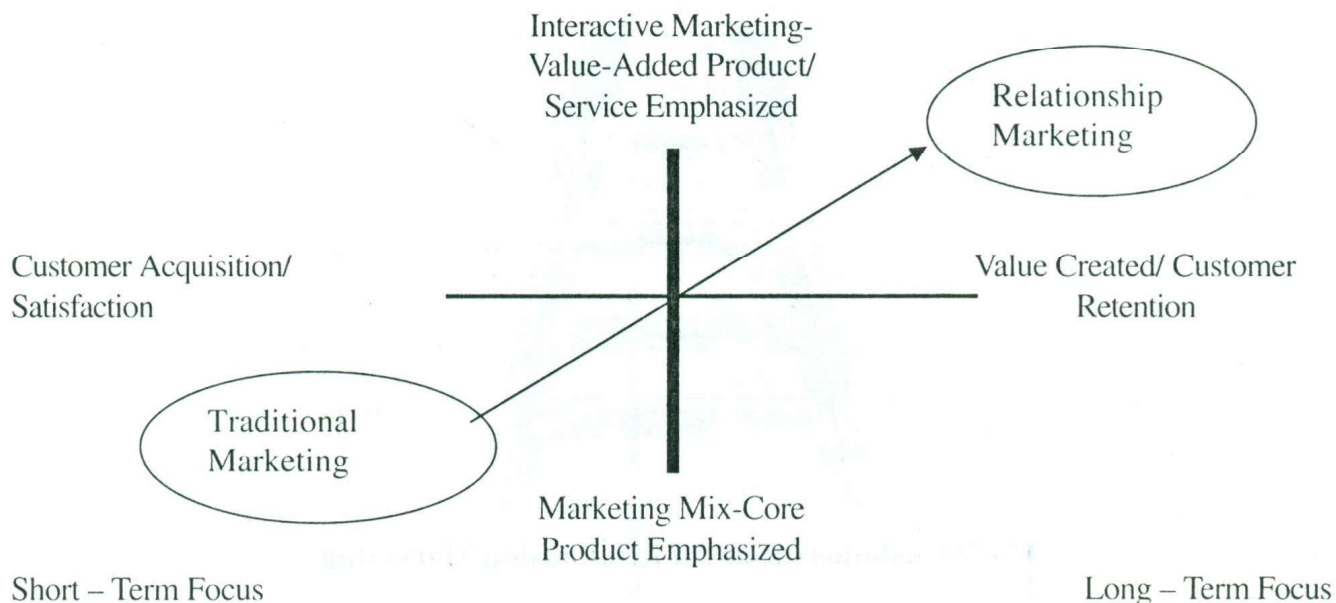 Interactive Marketing-
Value-Added Product/
Service Emphasized
Relationship
Marketing
Customer Acquisition/
Satisfaction
Value Created/ Customer
Retention
Traditional
Marketing
Marketing Mix-Core
Product Emphasized
Short – Term Focus
Long – Term Focus